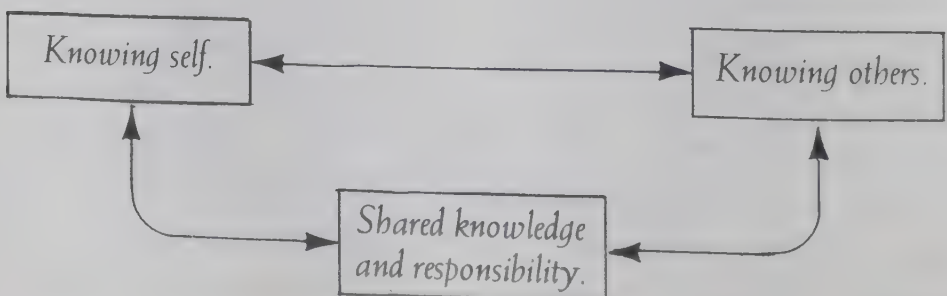 Knowing self.
Knowing others.
Shared knowledge
and responsibility.